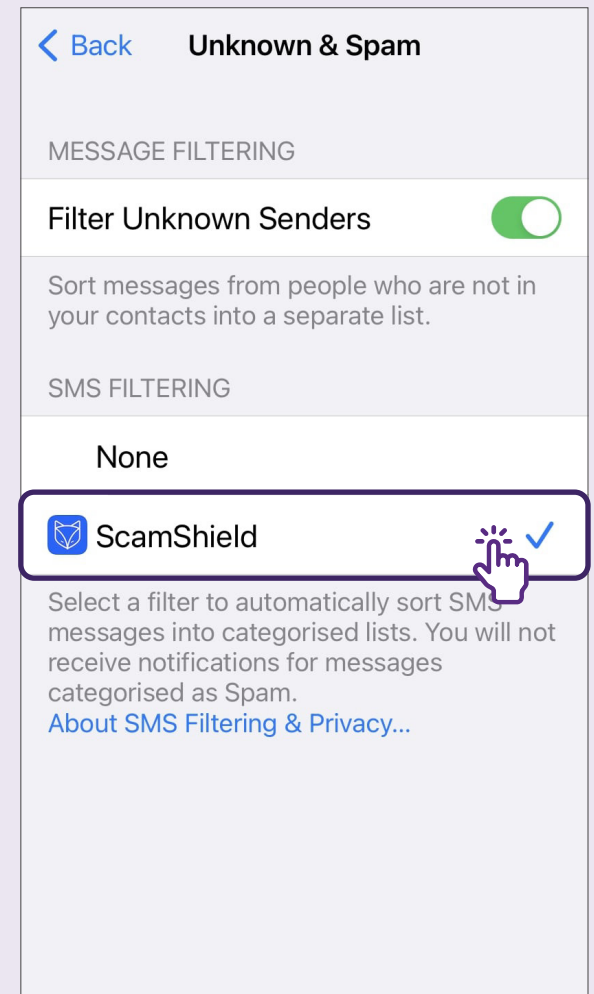 Back Unknown & Spam
MESSAGE FILTERING
Filter Unknown Senders
Sort messages from people who are not in
your contacts into a separate list.
SMS FILTERING
None
ScamShield
Select a filter to automatically sort SMS
messages into categorised lists. You will not
receive notifications for messages
categorised as Spam.
About SMS Filtering & Privacy...